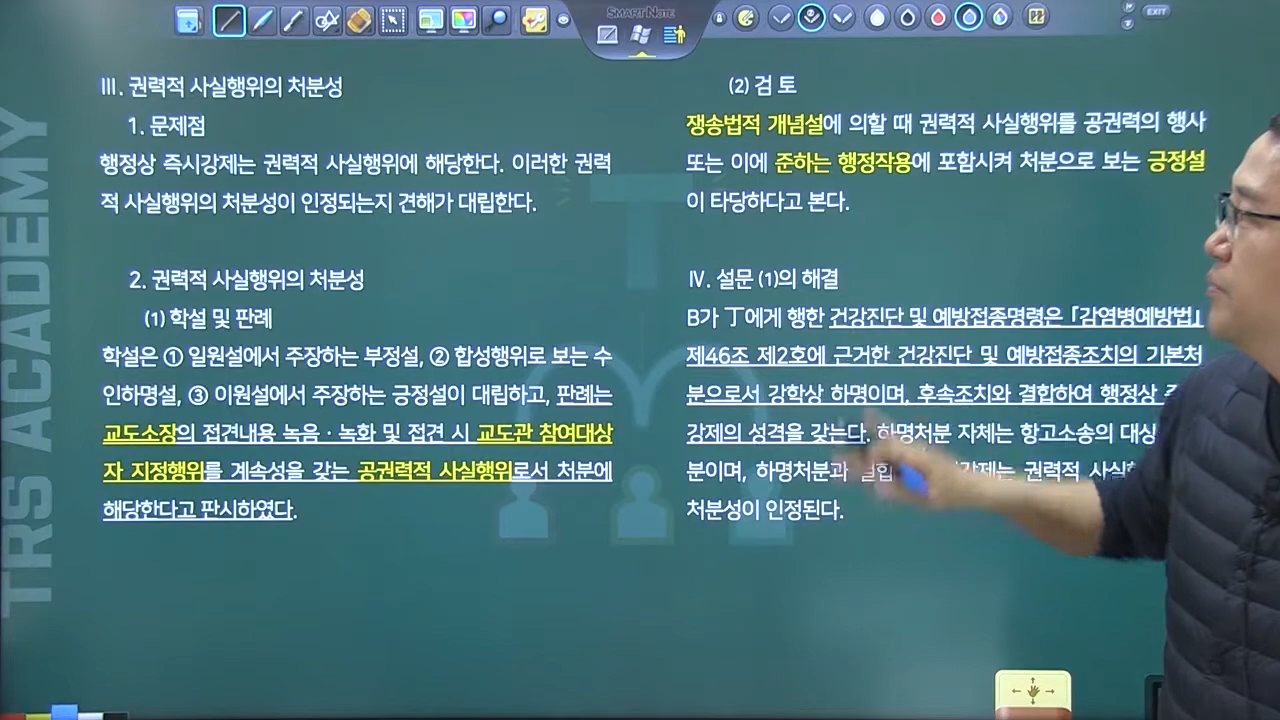 SMARTNOTE
EXIT
TRS ACADEMY
Ⅲ. 권력적 사실행위의 처분성
1. 문제점
행정상 즉시강제는 권력적 사실행위에 해당한다. 이러한 권력
적 사실행위의 처분성이 인정되는지 견해가 대립한다.
2. 권력적 사실행위의 처분성
(1) 학설 및 판례
학설은 ① 일원설에서 주장하는 부정설, ② 합성행위로 보는 수
인하명설, ③ 이원설에서 주장하는 긍정설이 대립하고, 판례는
교도소장의 접견내용 녹음 · 녹화 및 접견 시 교도관 참여대상
자 지정행위를 계속성을 갖는 공권력적 사실행위로서 처분에
해당한다고 판시하였다.
(2) 검 토
쟁송법적 개념설에 의할 때 권력적 사실행위를 공권력의 행사
또는 이에 준하는 행정작용에 포함시켜 처분으로 보는 긍정설
이 타당하다고 본다.
Ⅳ. 설문 (1)의 해결
B가 丁에게 행한 건강진단 및 예방접종명령은 「감염병예방법」
제46조 제2호에 근거한 건강진단 및 예방접종조치의 기본처
분으로서 강학상 하명이며, 후속조치와 결합하여 행정상
강제의 성격을 갖는다. 하명처분 자체는 항고소송의 대상
분이며, 하명처분과 권력적
처분성이 인정된다.